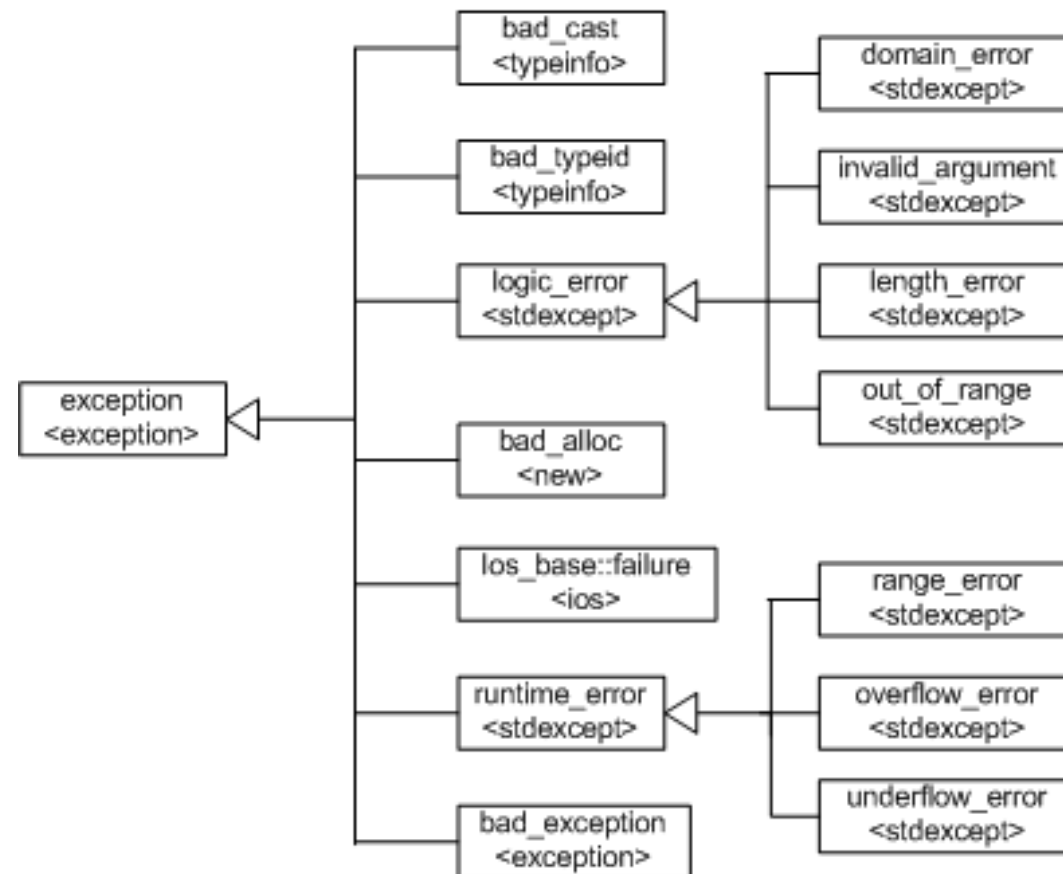 bad_cast
<typeinfo>
domain_error
<stdexcept>
bad_typeid
<typeinfo>
invalid_argument
<stdexcept>
logic_error
<stdexcept>
length_error
<stdexcept>
exception
<exception>
out_of_range
<stdexcept>
bad_alloc
<new>
Ios_base::failure
<ios>
range_error
<stdexcept>
runtime_error
<stdexcept>
overflow_error
<stdexcept>
underflow_error
<stdexcept>
bad_exception
<exception>